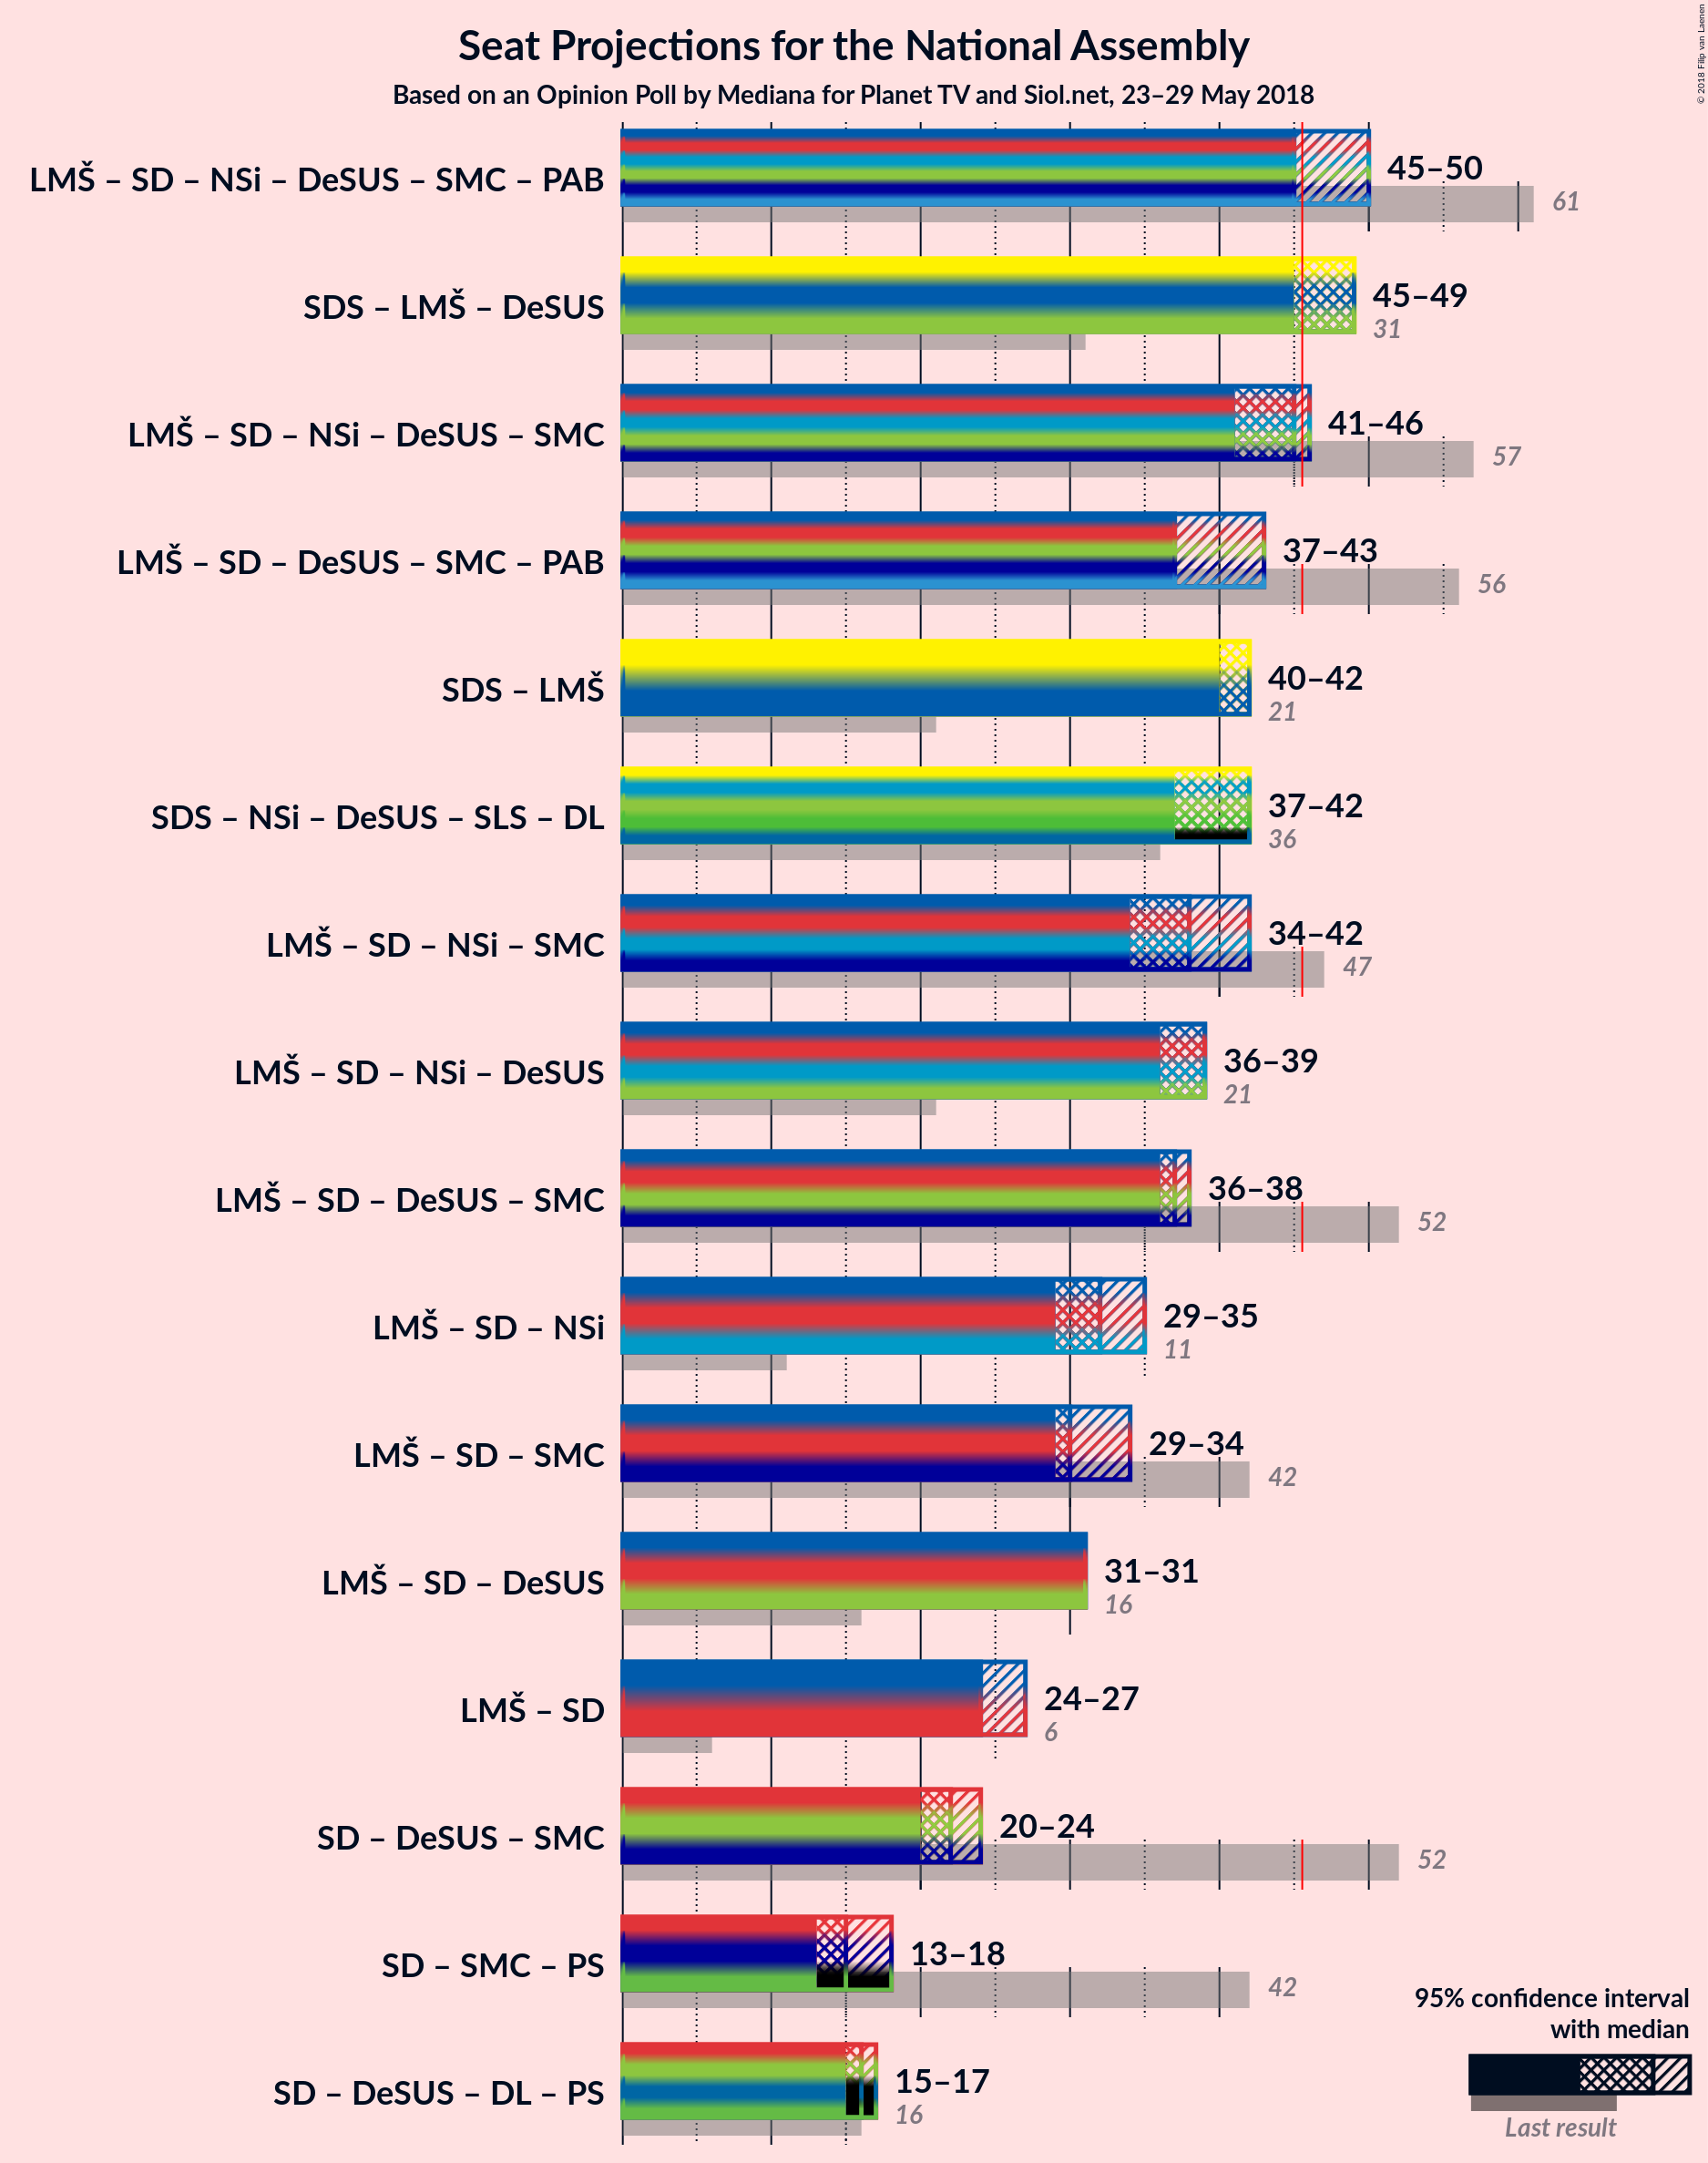 Seat Projections for the National Assembly
Based on an Opinion Poll by Mediana for Planet TV and Siol.net, 23–29 May 2018
© 2018 Filip van Laenen
LMŠ – SD – NSi – DeSUS – SMC – PAB
45–50
61
SDS – LMŠ – DeSUS
45–49
31
LMŠ – SD – NSi – DeSUS – SMC
41–46
57
LMŠ – SD – DeSUS – SMC – PAB
37–43
56
SDS – LMŠ
40–42
21
SDS – NSi – DeSUS – SLS – DL
37–42
36
LMŠ – SD – NSi – SMC
34–42
47
LMŠ – SD – NSi – DeSUS
36–39
21
LMŠ – SD – DeSUS – SMC
36–38
52
LMŠ – SD – NSi
29–35
11
LMŠ – SD – SMC
29–34
42
LMŠ – SD – DeSUS
31–31
16
LMŠ – SD
24–27
6
SD – DeSUS – SMC
20–24
52
SD – SMC – PS
13–18
42
SD – DeSUS – DL – PS
15–17
16
95% confidence interval
with median
Last result